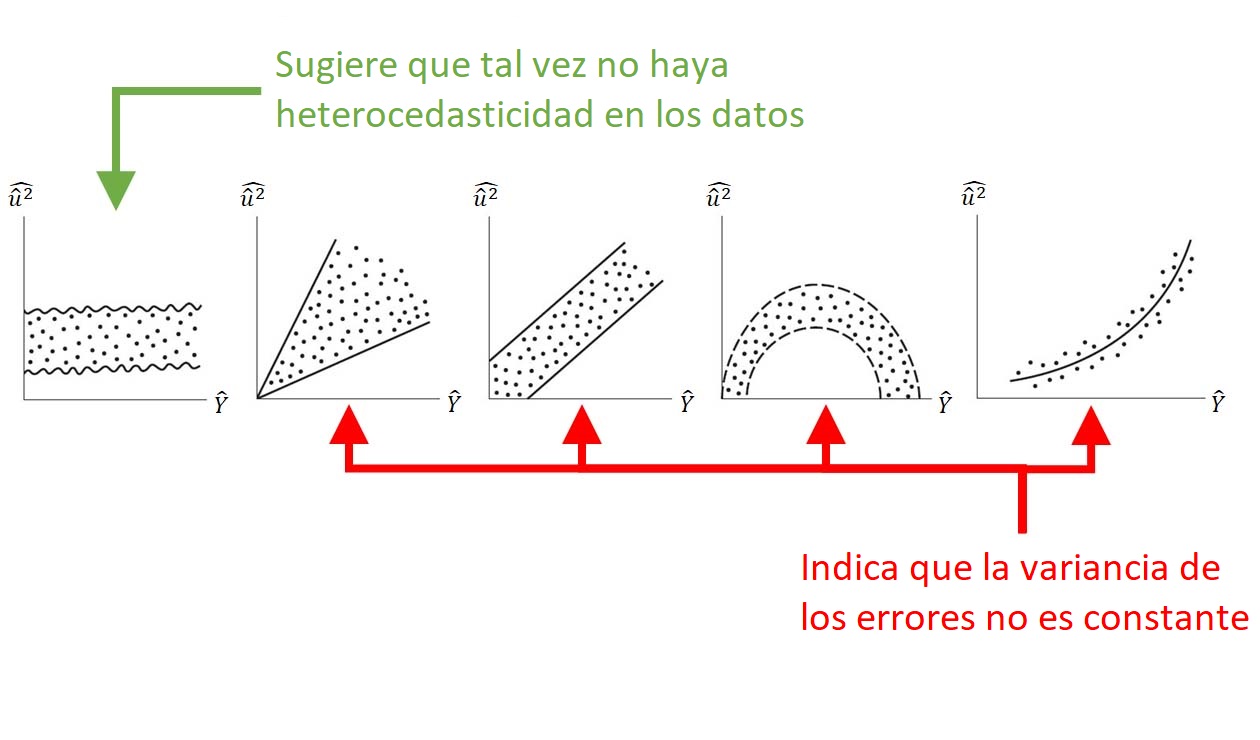 Sugiere que tal vez no haya
heterocedasticidad en los datos
$\widehat{\hat{u}^2}$ $\widehat{\hat{u}^2}$ $\widehat{\hat{u}^2}$ $\widehat{\hat{u}^2}$ $\widehat{\hat{u}^2}$
Ŷ Ŷ Ŷ Ŷ Ŷ
Indica que la variancia de
los errores no es constante